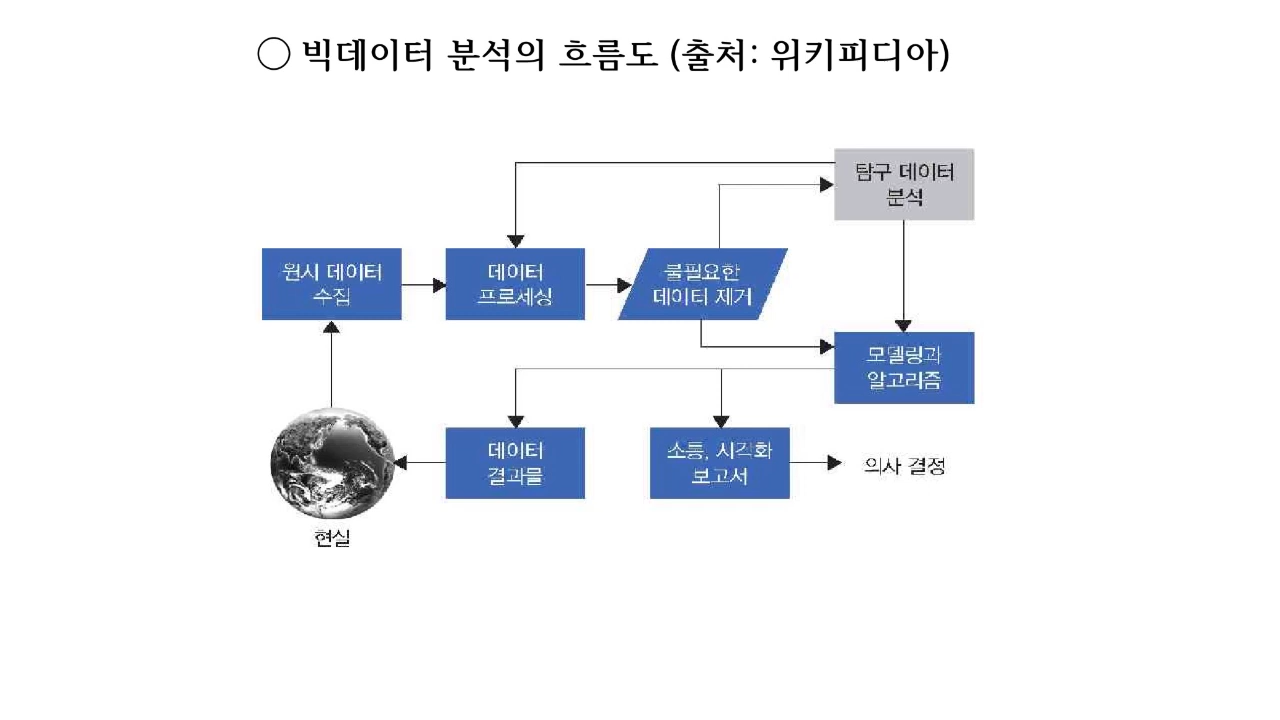 ○ 빅데이터 분석의 흐름도 (출처: 위키피디아)
탐구 데이터
분석
원시 데이터
수집
데이터
프로세싱
불필요한
데이터 제거
모델링과
알고리즘
데이터
결과물
소통, 시각화
보고서
의사 결정
현실